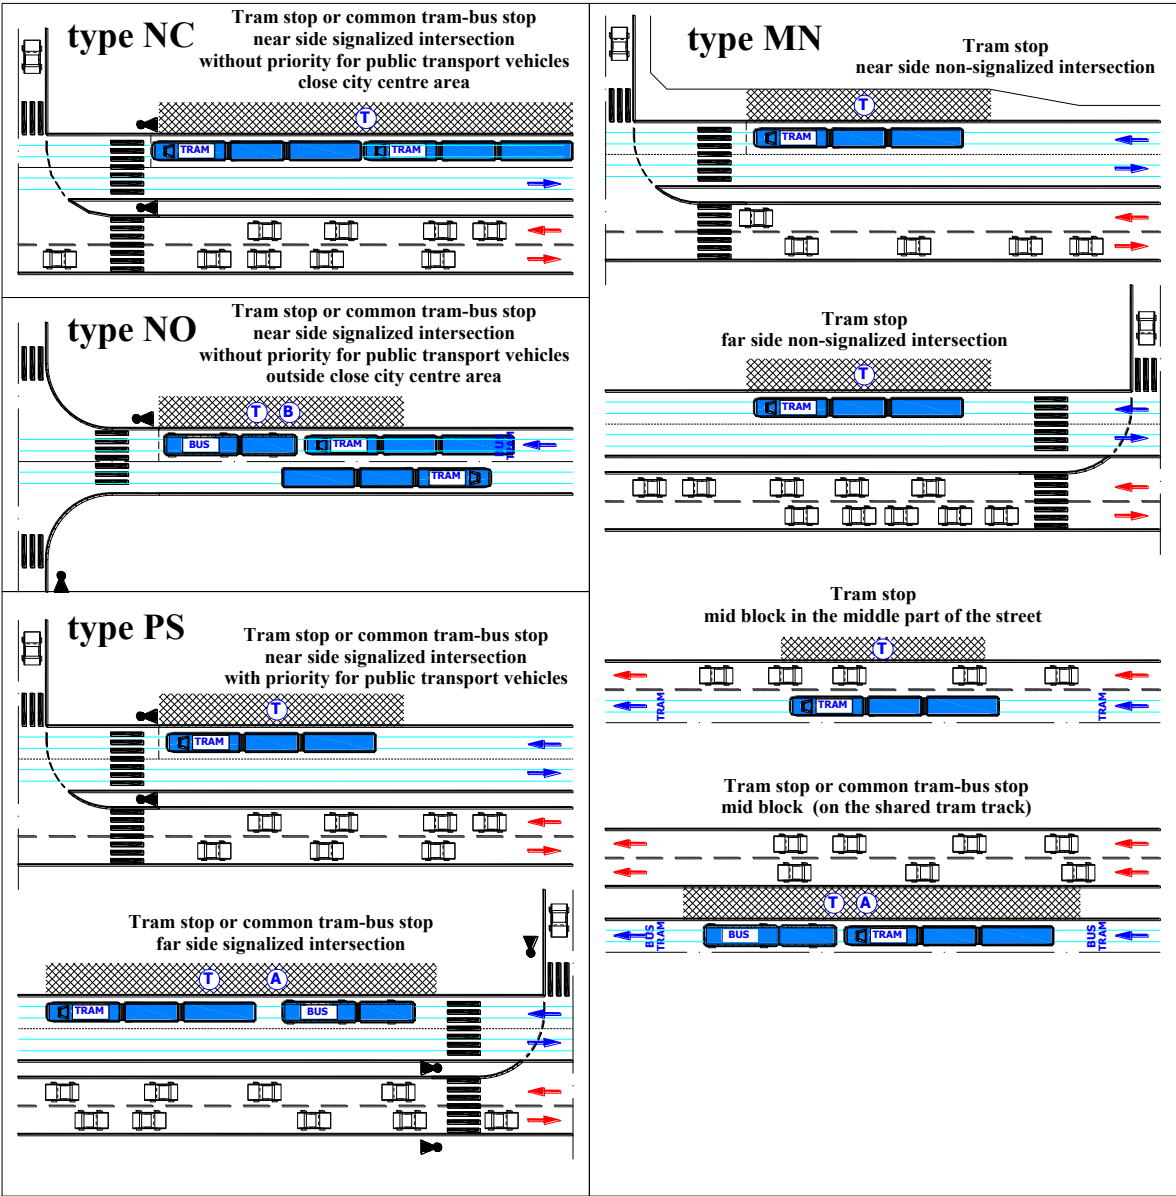 type NC
Tram stop or common tram-bus stop
near side signalized intersection
without priority for public transport vehicles
close city centre area
T
TRAM
TRAM
type NO
Tram stop or common tram-bus stop
near side signalized intersection
without priority for public transport vehicles
outside close city centre area
T B
BUS
TRAM
BUS
TRAM
TRAM
type PS
Tram stop or common tram-bus stop
near side signalized intersection
with priority for public transport vehicles
T
TRAM
Tram stop or common tram-bus stop
far side signalized intersection
T A
TRAM
BUS
type MN
Tram stop
near side non-signalized intersection
T
TRAM
Tram stop
far side non-signalized intersection
T
TRAM
Tram stop
mid block in the middle part of the street
T
TRAM
TRAM
TRAM
Tram stop or common tram-bus stop
mid block (on the shared tram track)
T A
BUS
TRAM
BUS
TRAM
BUS
TRAM